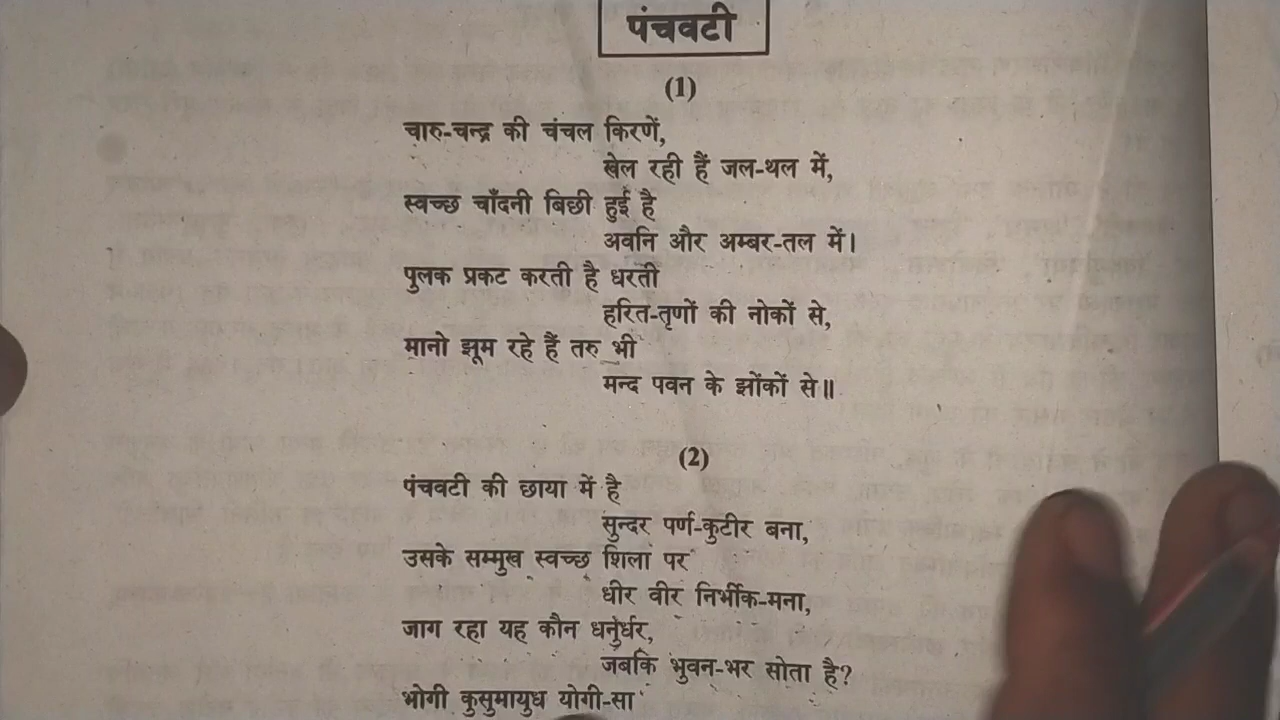 पंचवटी
(1)
चारु-चन्द्र की चंचल किरणें,
खेल रही हैं जल-थल में,
स्वच्छ चाँदनी बिछी हुई है
अवनि और अम्बर-तल में।
पुलक प्रकट करती है धरती
हरित-तृणों की नोकों से,
मानो झूम रहे हैं तरु भी
मन्द पवन के झोंकों से॥
(2)
पंचवटी की छाया में है
सुन्दर पर्ण-कुटीर बना,
उसके सम्मुख स्वच्छ शिला पर
धीर वीर निर्भीक-मना,
जाग रहा यह कौन धनुर्धर,
जबकि भुवन-भर सोता है?
भोगी कुसुमायुध योगी-सा